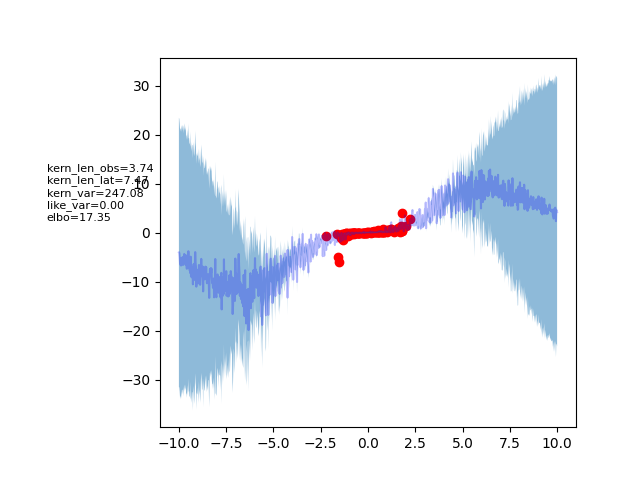 30
20
kern_len_obs=3.74
kern_len_lat=7.47
10
kern_var=247.08
like_var=0.00
elbo=17.35
0
−10
−20
−30
−10.0 −7.5 −5.0 −2.5 0.0 2.5 5.0 7.5 10.0